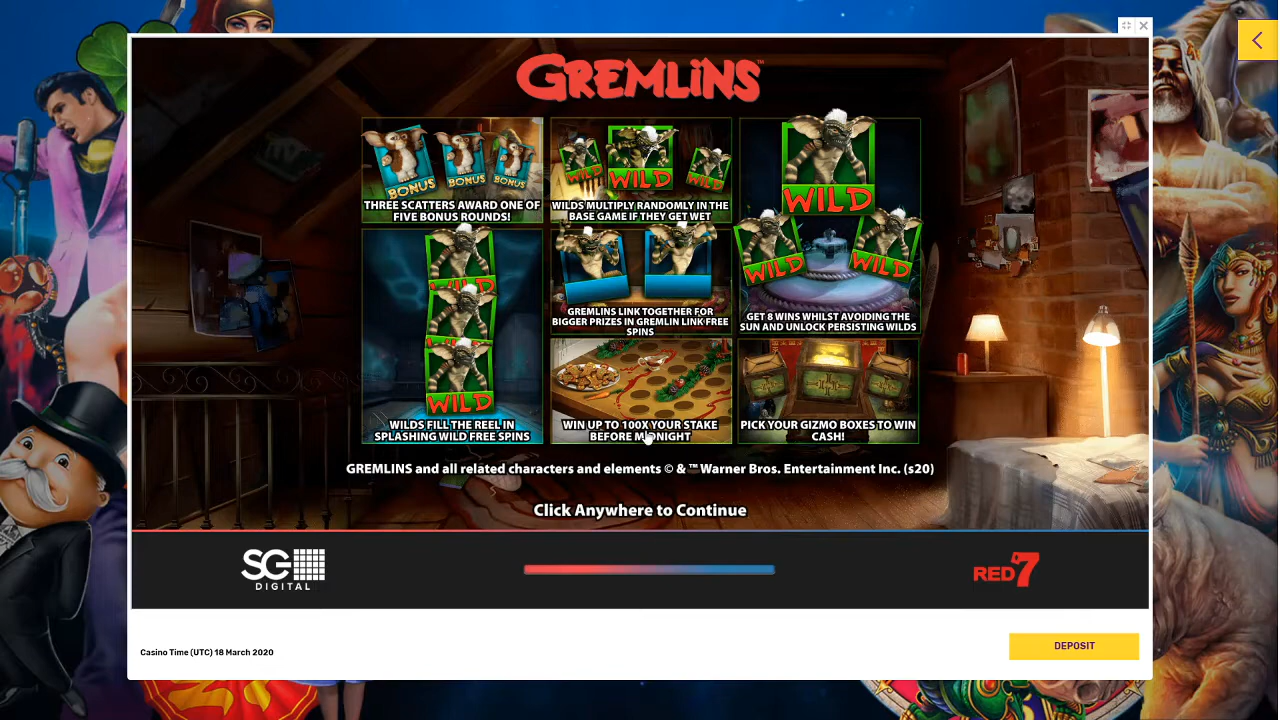 GREMLINS™
BONUS
BONUS
BONUS
THREE SCATTERS AWARD ONE OF
FIVE BONUS ROUNDS!
WILD
WILD
WILD
WILDS MULTIPLY RANDOMLY IN THE
BASE GAME IF THEY GET WET
WILD
WILD
WILD
GET 8 WINS WHILST AVOIDING THE
SUN AND UNLOCK PERSISTING WILDS
WILD
WILDS FILL THE REEL IN
SPLASHING WILD FREE SPINS
GREMLINS LINK TOGETHER FOR
BIGGER PRIZES IN GREMLIN LINK FREE
SPINS
WIN UP TO 100X YOUR STAKE
BEFORE MIDNIGHT
PICK YOUR GIZMO BOXES TO WIN
CASH!
GREMLINS and all related characters and elements © & ™ Warner Bros. Entertainment Inc. (s20)
Click Anywhere to Continue
SG
DIGITAL
RED7
Casino Time (UTC) 18 March 2020
DEPOSIT